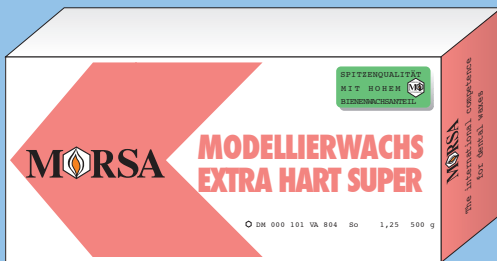 SPITZENQUALITÄT
MIT HOHEM
BIENENWACHSANTEIL
MORSA
MODELLIERWACHS
EXTRA HART SUPER
DM 000 101 VA 804 So 1,25 500 g
MORSA
The international competence
for dental waxes